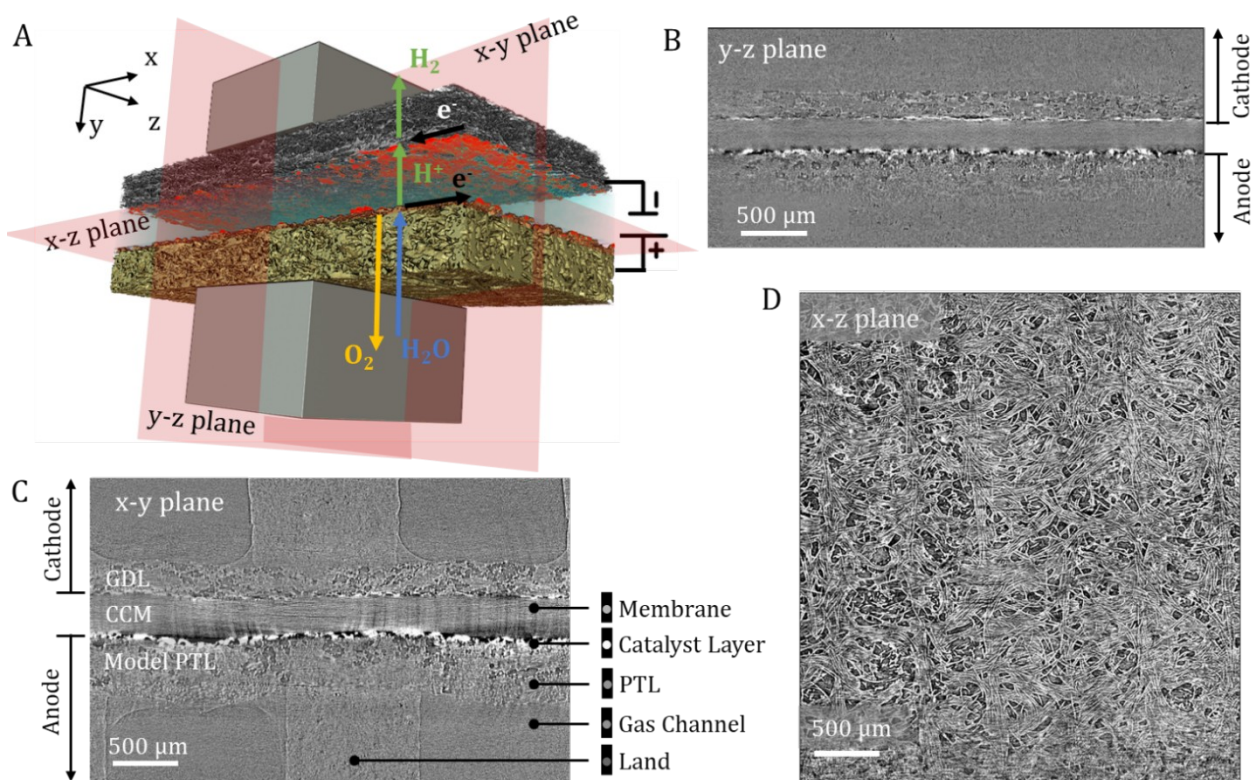 A
x
y
z
x-y plane
H2
e-
H+
e-
x-z plane
-
+
O2
H2O
y-z plane
B
y-z plane
Cathode
Anode
500 µm
C
x-y plane
Cathode
GDL
CCM
Model PTL
Anode
500 µm
Membrane
Catalyst Layer
PTL
Gas Channel
Land
D
x-z plane
500 µm